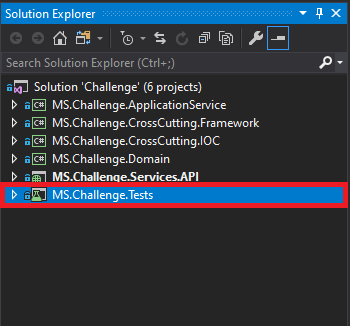 Solution Explorer
Search Solution Explorer (Ctrl+;)
Solution 'Challenge' (6 projects)
C# MS.Challenge.ApplicationService
C# MS.Challenge.CrossCutting.Framework
C# MS.Challenge.CrossCutting.IOC
C# MS.Challenge.Domain
MS.Challenge.Services.API
MS.Challenge.Tests